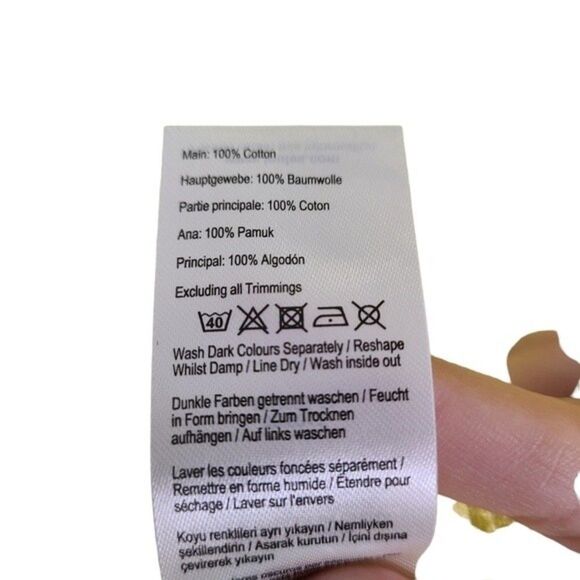 Main: 100% Cotton
Hauptgewebe: 100% Baumwolle
Partie principale: 100% Coton
Ana: 100% Pamuk
Principal: 100% Algodón
Excluding all Trimmings
40
Wash Dark Colours Separately / Reshape
Whilst Damp / Line Dry / Wash inside out
Dunkle Farben getrennt waschen / Feucht
in Form bringen / Zum Trocknen
aufhängen / Auf links waschen
Laver les couleurs foncées séparément /
Remettre en forme humide / Étendre pour
séchage / Laver sur l'envers
Koyu renklileri ayrı yıkayın / Nemliyken
şekillendirin / Asarak kurutun / İçini dışına
çevirerek yıkayın